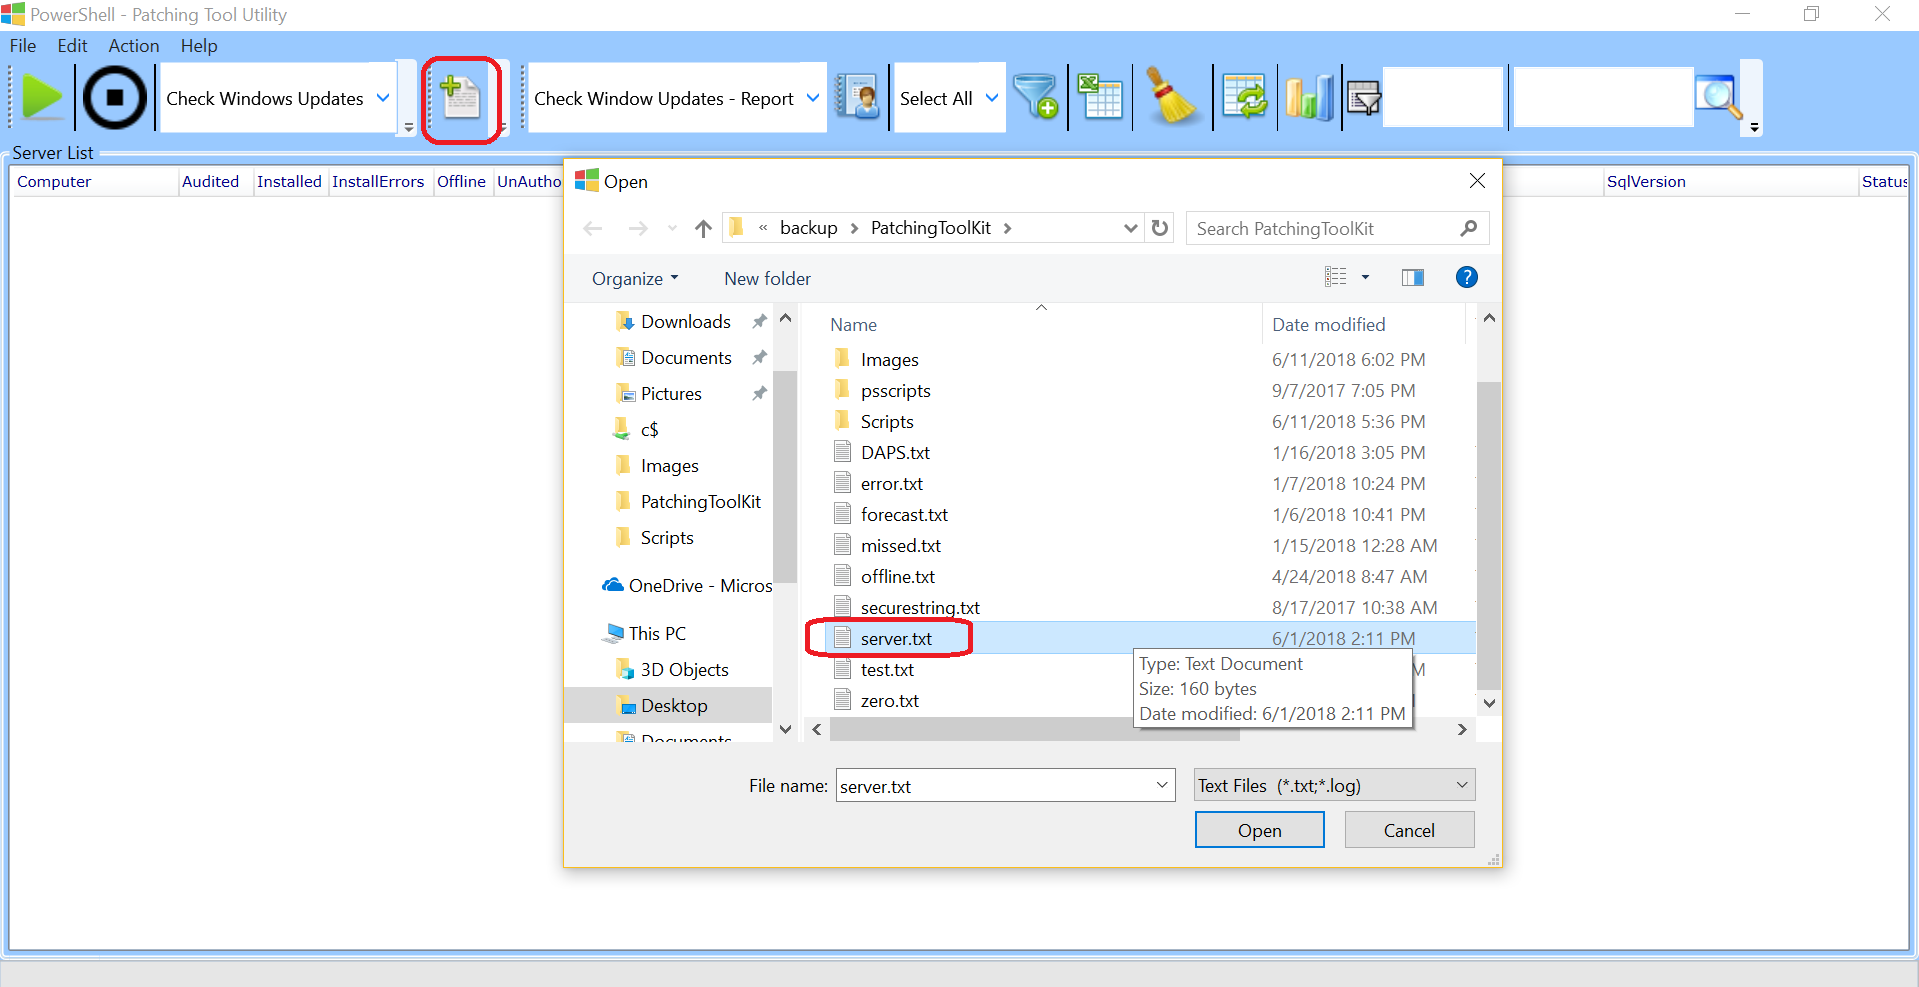 PowerShell - Patching Tool Utility
File Edit Action Help
Check Windows Updates
Check Window Updates - Report
Select All
Server List
Computer Audited Installed InstallErrors Offline UnAutho SqlVersion Status
Open
« backup > PatchingToolKit >
Search PatchingToolKit
Organize New folder
?
Downloads
Documents
Pictures
c$
Images
PatchingToolKit
Scripts
OneDrive - Micros
This PC
3D Objects
Desktop
Documents
Name Date modified
Images 6/11/2018 6:02 PM
psscripts 9/7/2017 7:05 PM
Scripts 6/11/2018 5:36 PM
DAPS.txt 1/16/2018 3:05 PM
error.txt 1/7/2018 10:24 PM
forecast.txt 1/6/2018 10:41 PM
missed.txt 1/15/2018 12:28 AM
offline.txt 4/24/2018 8:47 AM
securestring.txt 8/17/2017 10:38 AM
server.txt 6/1/2018 2:11 PM
test.txt
zero.txt
Type: Text Document
Size: 160 bytes
Date modified: 6/1/2018 2:11 PM
File name: server.txt
Text Files (*.txt;*.log)
Open Cancel